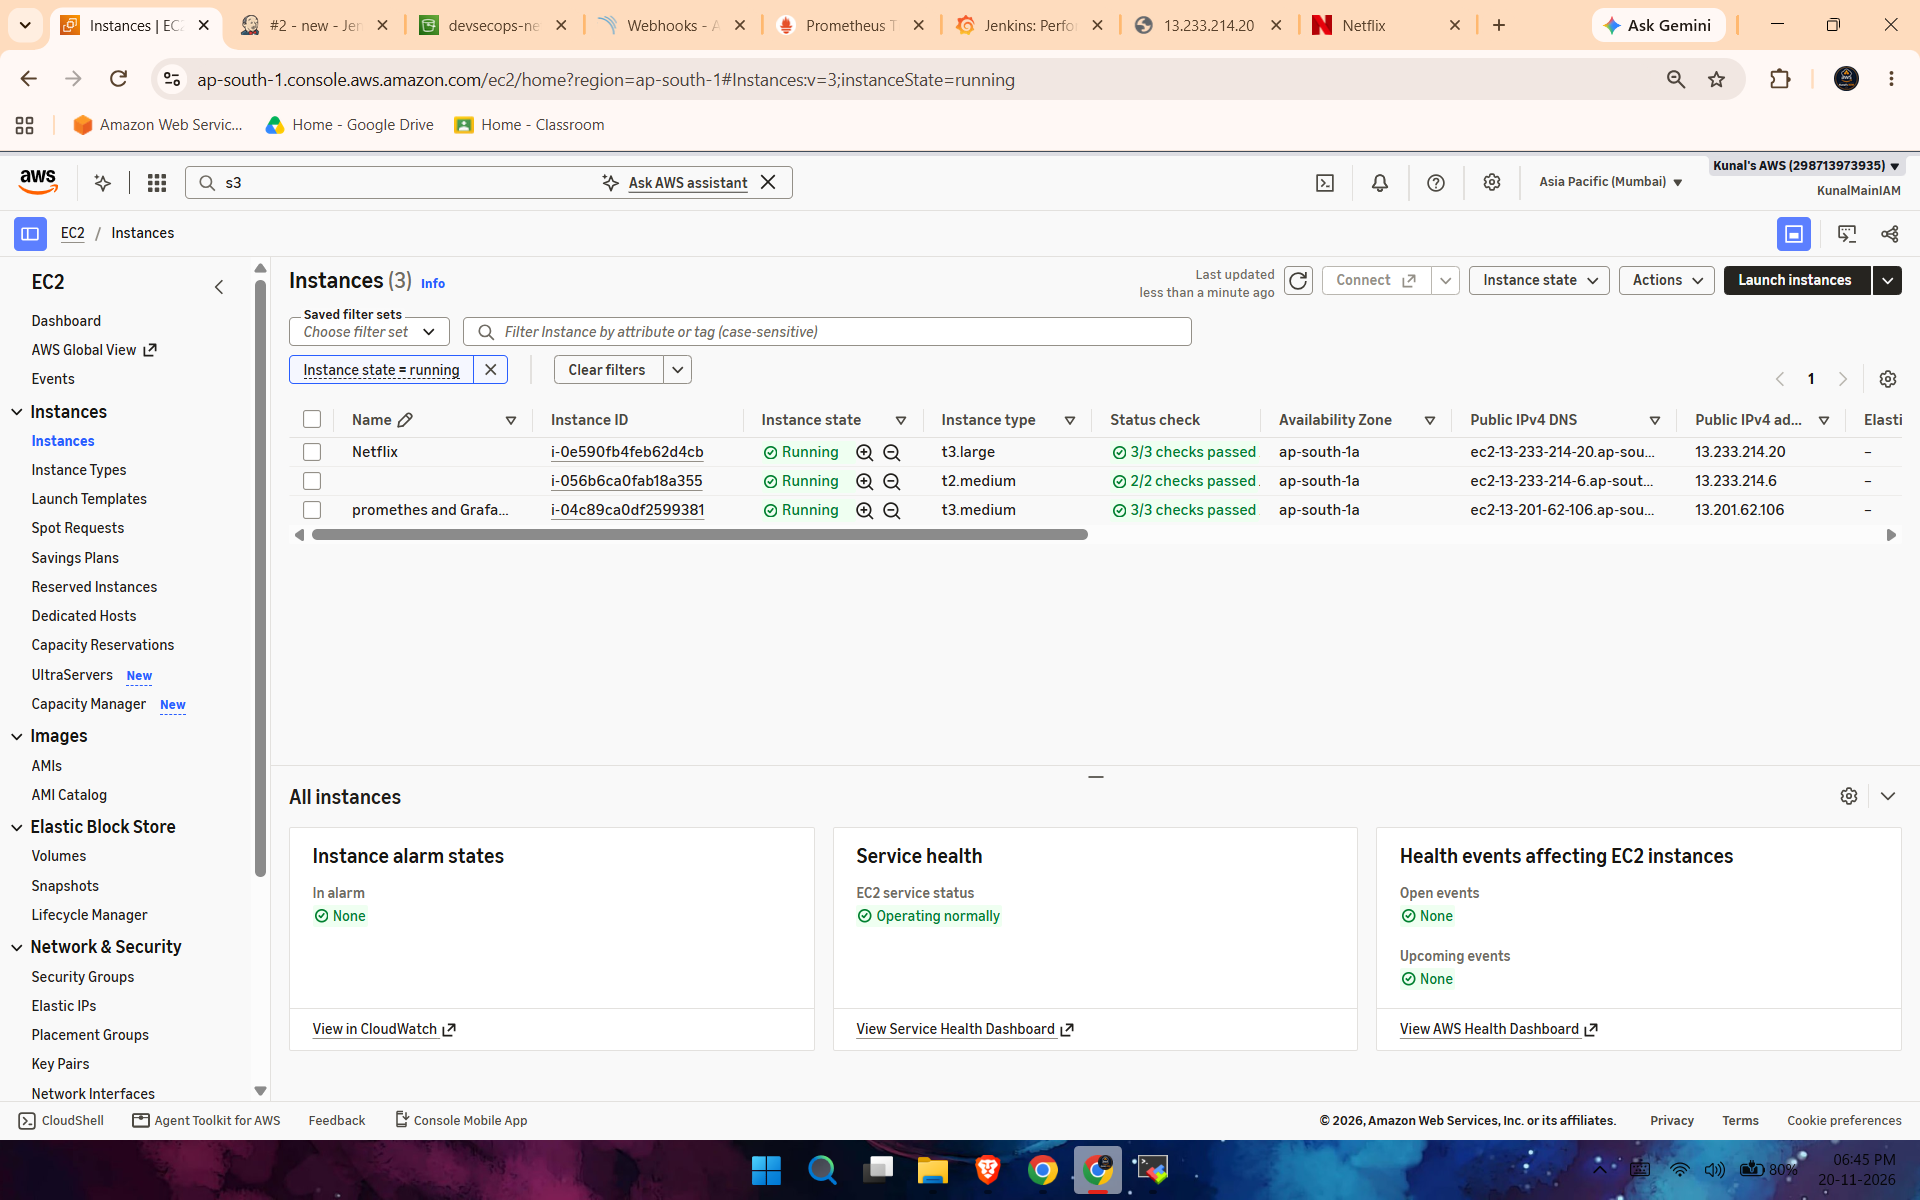 Instances | EC2
#2 - new - Jen
devsecops-ne
Webhooks - A
Prometheus T
Jenkins: Perfo
13.233.214.20
Netflix
Ask Gemini
ap-south-1.console.aws.amazon.com/ec2/home?region=ap-south-1#Instances:v=3;instanceState=running
Amazon Web Servic...
Home - Google Drive
Home - Classroom
aws
s3
Ask AWS assistant
Asia Pacific (Mumbai)
Kunal's AWS (298713973935)
KunalMainIAM
EC2 / Instances
EC2
Dashboard
AWS Global View
Events
Instances
Instances
Instance Types
Launch Templates
Spot Requests
Savings Plans
Reserved Instances
Dedicated Hosts
Capacity Reservations
UltraServers New
Capacity Manager New
Images
AMIs
AMI Catalog
Elastic Block Store
Volumes
Snapshots
Lifecycle Manager
Network & Security
Security Groups
Elastic IPs
Placement Groups
Key Pairs
Network Interfaces
Instances (3) Info
Last updated
less than a minute ago
Connect
Instance state
Actions
Launch instances
Saved filter sets
Choose filter set
Filter Instance by attribute or tag (case-sensitive)
Instance state = running
Clear filters
1
Name Instance ID Instance state Instance type Status check Availability Zone Public IPv4 DNS Public IPv4 ad... Elasti
Netflix i-0e590fb4feb62d4cb Running t3.large 3/3 checks passed ap-south-1a ec2-13-233-214-20.ap-sou... 13.233.214.20 –
i-056b6ca0fab18a355 Running t2.medium 2/2 checks passed ap-south-1a ec2-13-233-214-6.ap-sout... 13.233.214.6 –
promethes and Grafa... i-04c89ca0df2599381 Running t3.medium 3/3 checks passed ap-south-1a ec2-13-201-62-106.ap-sou... 13.201.62.106 –
All instances
Instance alarm states
In alarm
None
View in CloudWatch
Service health
EC2 service status
Operating normally
View Service Health Dashboard
Health events affecting EC2 instances
Open events
None
Upcoming events
None
View AWS Health Dashboard
CloudShell
Agent Toolkit for AWS
Feedback
Console Mobile App
© 2026, Amazon Web Services, Inc. or its affiliates.
Privacy
Terms
Cookie preferences
80%
06:45 PM
20-11-2026